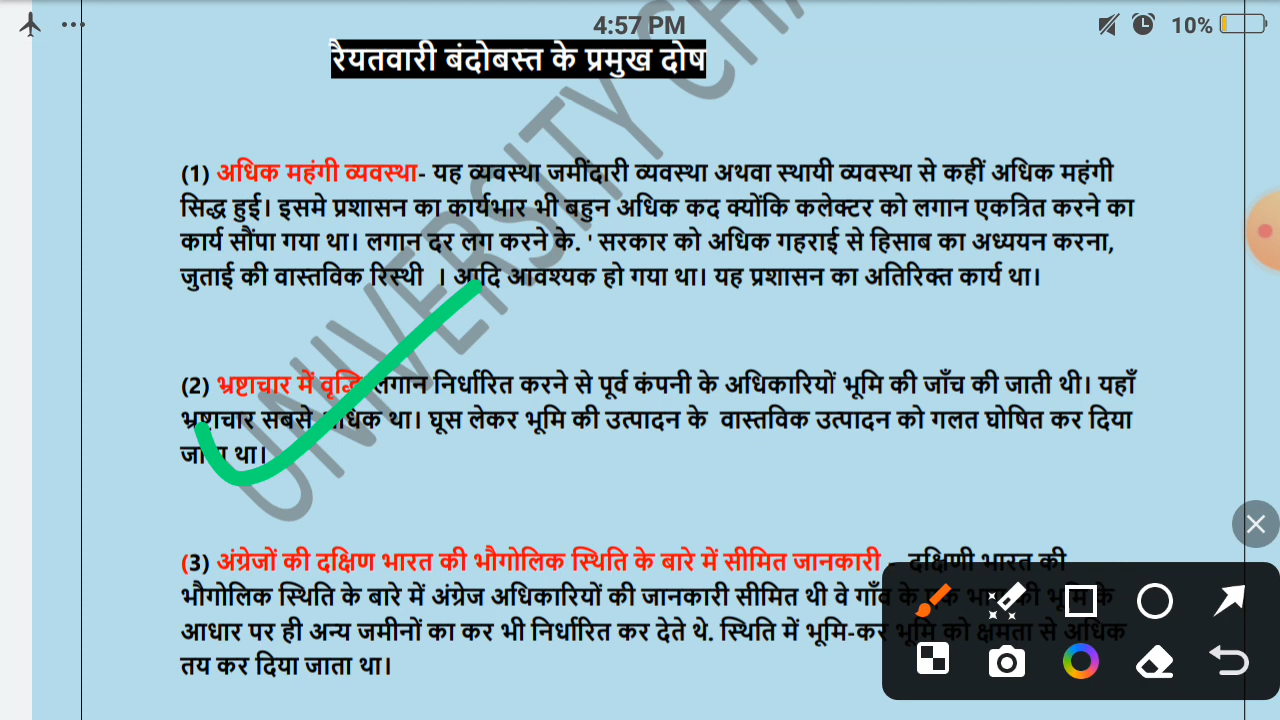 4:57 PM
10%
रैयतवारी बंदोबस्त के प्रमुख दोष
UNIVERSITY
(1) अधिक महंगी व्यवस्था- यह व्यवस्था जमींदारी व्यवस्था अथवा स्थायी व्यवस्था से कहीं अधिक महंगी
सिद्ध हुई। इसमे प्रशासन का कार्यभार भी बहुन अधिक कद क्योंकि कलेक्टर को लगान एकत्रित करने का
कार्य सौंपा गया था। लगान दर लग करने के. ' सरकार को अधिक गहराई से हिसाब का अध्ययन करना,
जुताई की वास्तविक रिस्थी । आदि आवश्यक हो गया था। यह प्रशासन का अतिरिक्त कार्य था।
(2) भ्रष्टाचार में वृद्धि लगान निर्धारित करने से पूर्व कंपनी के अधिकारियों भूमि की जाँच की जाती थी। यहाँ
भ्रष्टाचार सबसे अधिक था। घूस लेकर भूमि की उत्पादन के वास्तविक उत्पादन को गलत घोषित कर दिया
जाता था।
(3) अंग्रेजों की दक्षिण भारत की भौगोलिक स्थिति के बारे में सीमित जानकारी - दक्षिणी भारत की
भौगोलिक स्थिति के बारे में अंग्रेज अधिकारियों की जानकारी सीमित थी वे गाँव के एक भाग की भूमि के
आधार पर ही अन्य जमीनों का कर भी निर्धारित कर देते थे. स्थिति में भूमि-कर भूमि को क्षमता से अधिक
तय कर दिया जाता था।